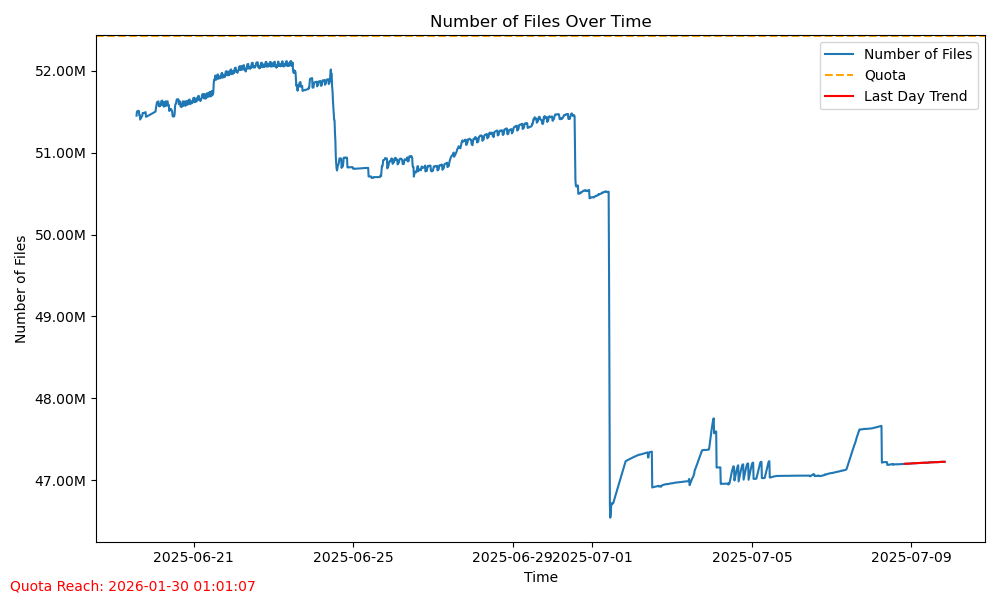 Number of Files Over Time
Number of Files
Quota
Last Day Trend
52.00M
51.00M
50.00M
49.00M
48.00M
47.00M
Number of Files
2025-06-21
2025-06-25
2025-06-29
2025-07-01
2025-07-05
2025-07-09
Time
Quota Reach: 2026-01-30 01:01:07